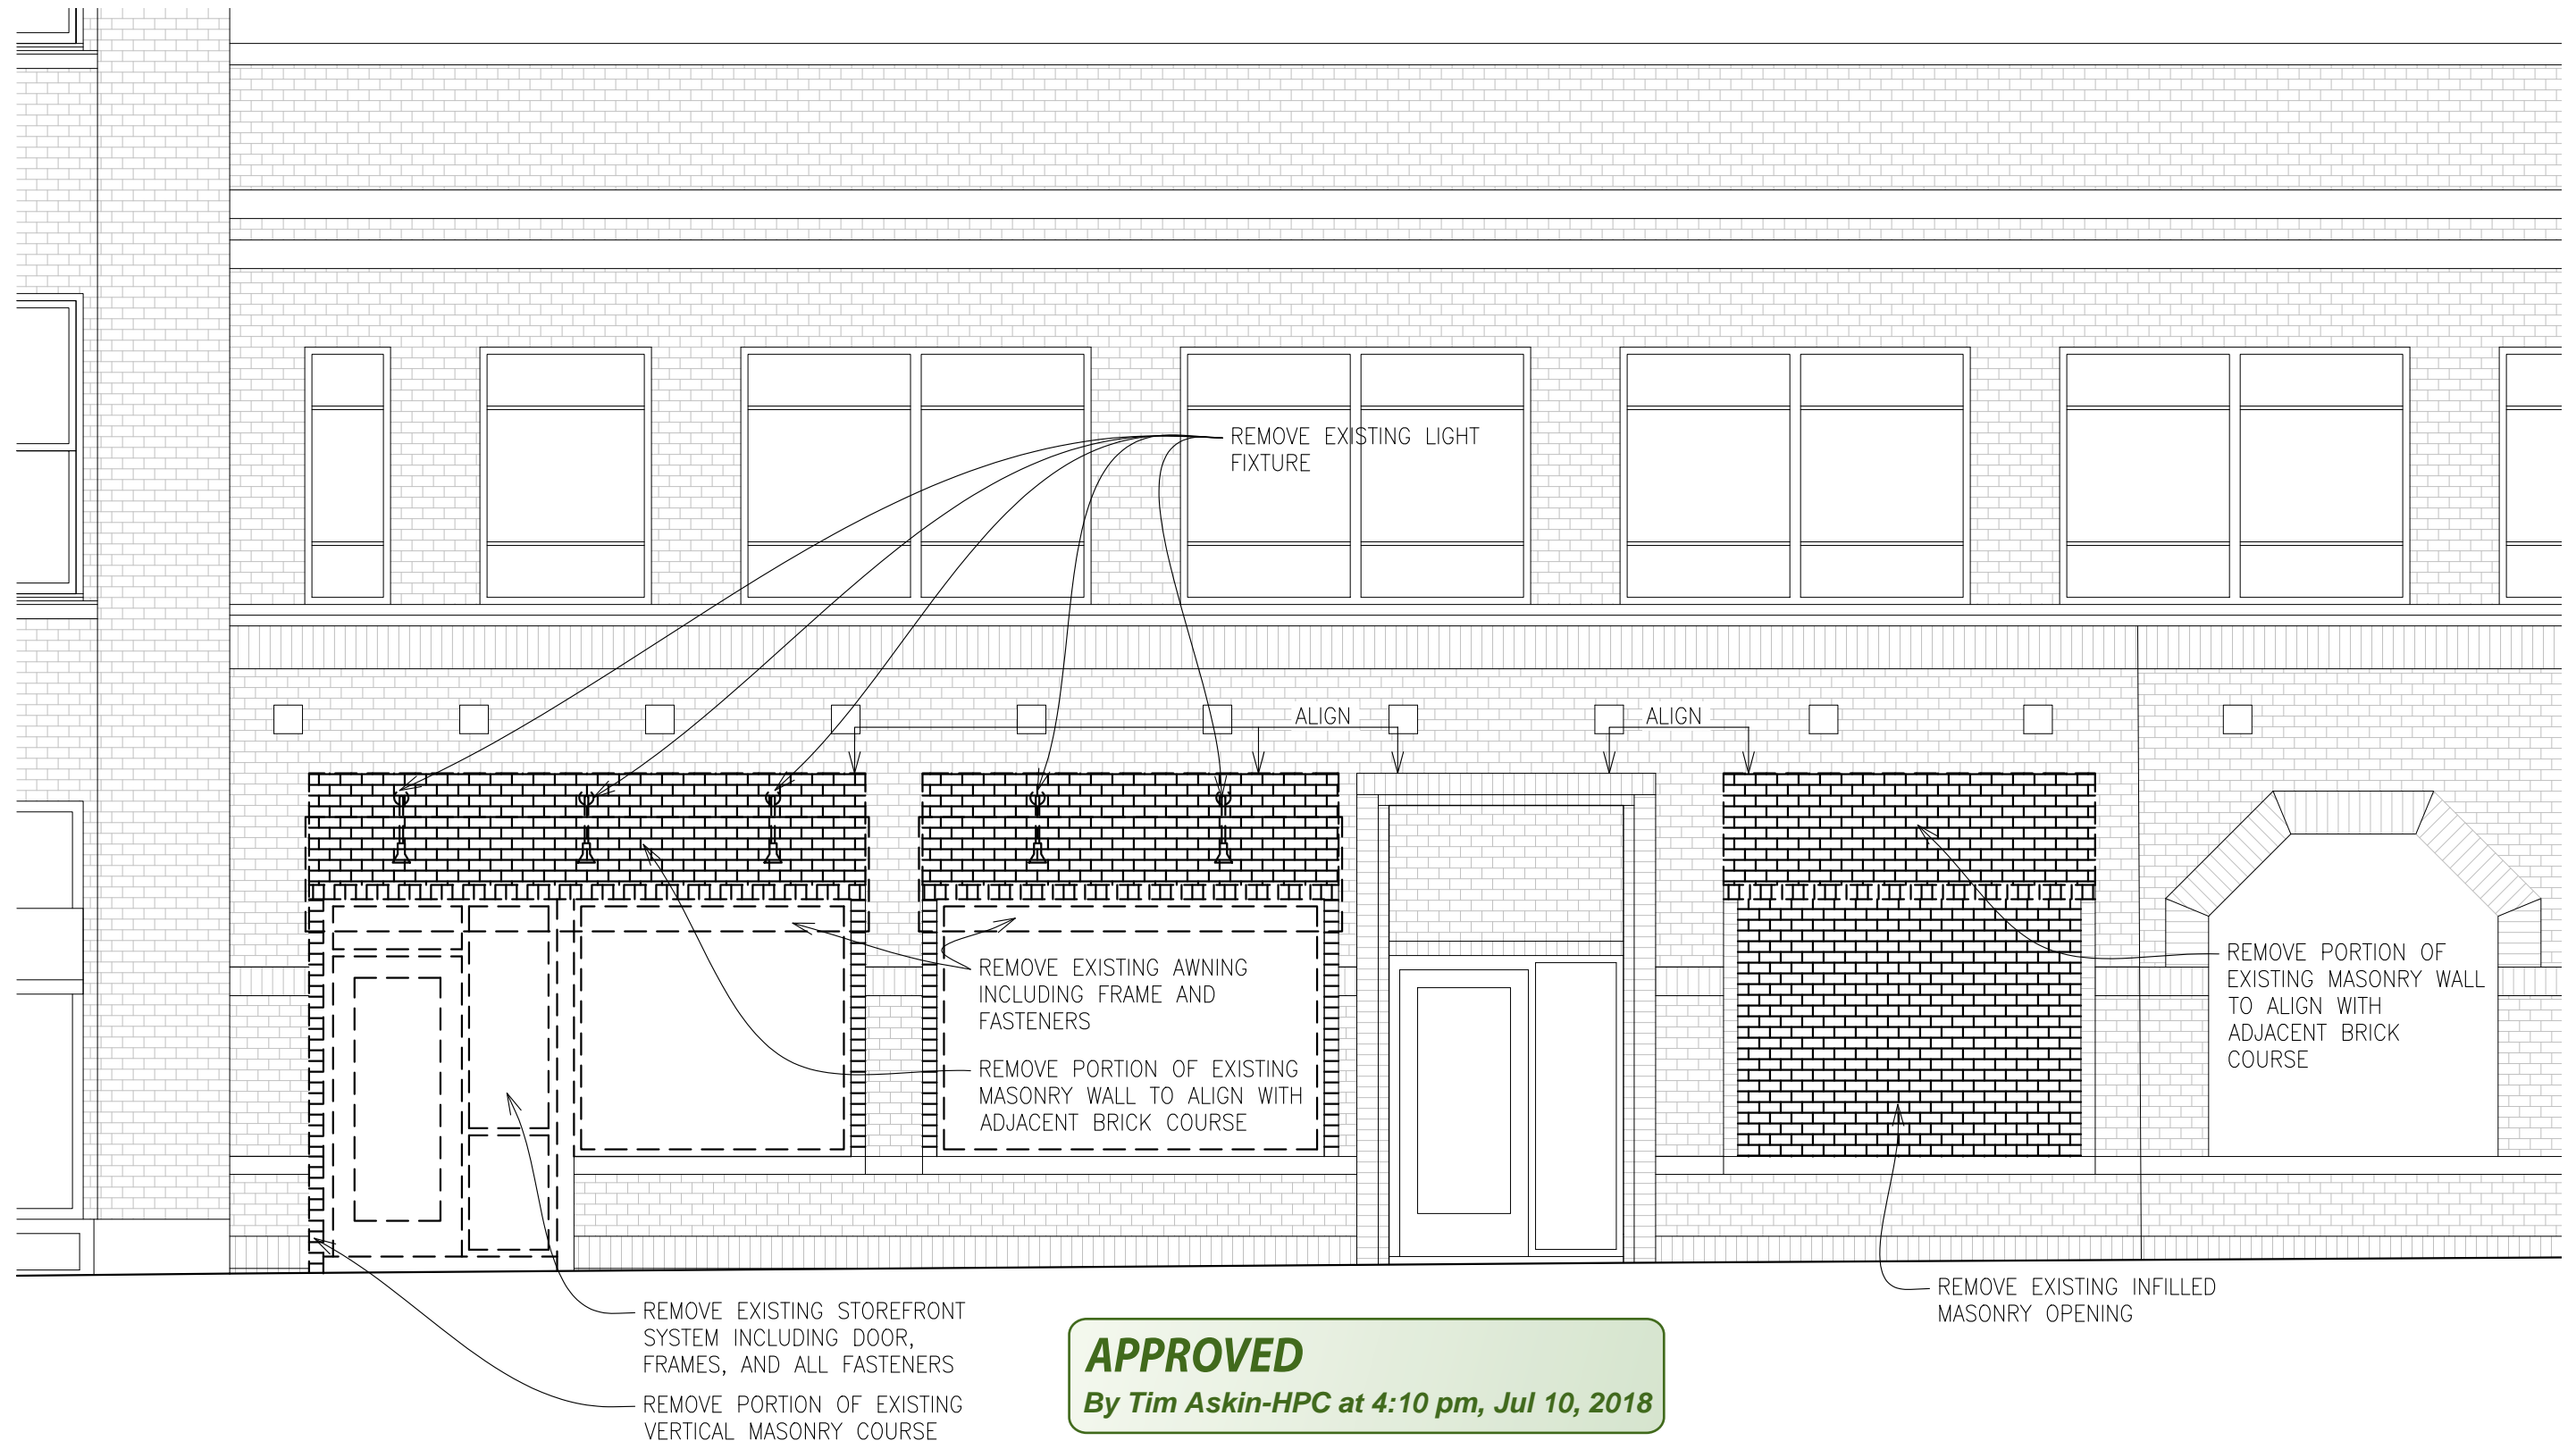 REMOVE EXISTING LIGHT
FIXTURE
ALIGN
ALIGN
REMOVE EXISTING AWNING
INCLUDING FRAME AND
FASTENERS
REMOVE PORTION OF EXISTING
MASONRY WALL TO ALIGN WITH
ADJACENT BRICK COURSE
REMOVE PORTION OF
EXISTING MASONRY WALL
TO ALIGN WITH
ADJACENT BRICK
COURSE
REMOVE EXISTING INFILLED
MASONRY OPENING
REMOVE EXISTING STOREFRONT
SYSTEM INCLUDING DOOR,
FRAMES, AND ALL FASTENERS
REMOVE PORTION OF EXISTING
VERTICAL MASONRY COURSE
APPROVED
By Tim Askin-HPC at 4:10 pm, Jul 10, 2018